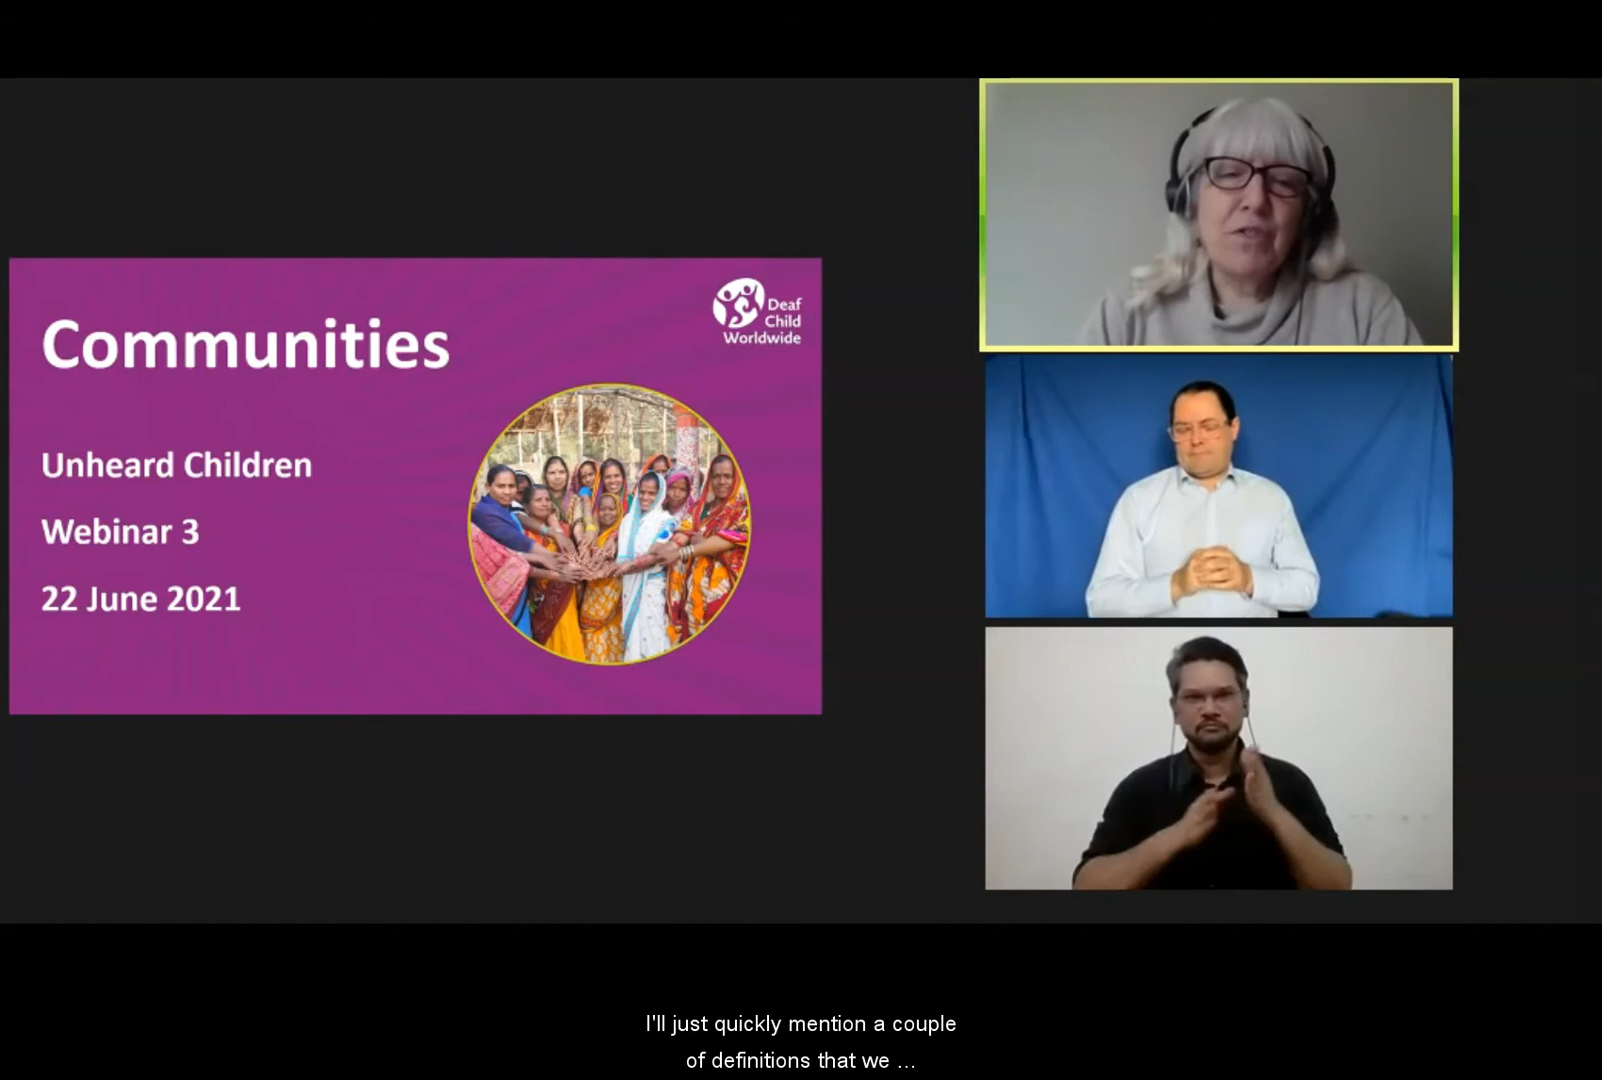 Communities
Deaf
Child
Worldwide
Unheard Children
Webinar 3
22 June 2021
I'll just quickly mention a couple
of definitions that we ...